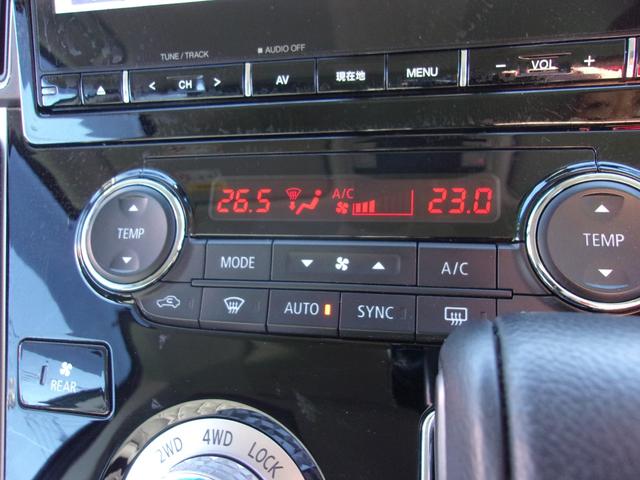 TUNE / TRACK
■ AUDIO OFF
< CH >
AV
現在地
MENU
− VOL +
26.5 A/C 23.0
TEMP
MODE
A/C
TEMP
AUTO
SYNC
REAR
2WD 4WD LOCK